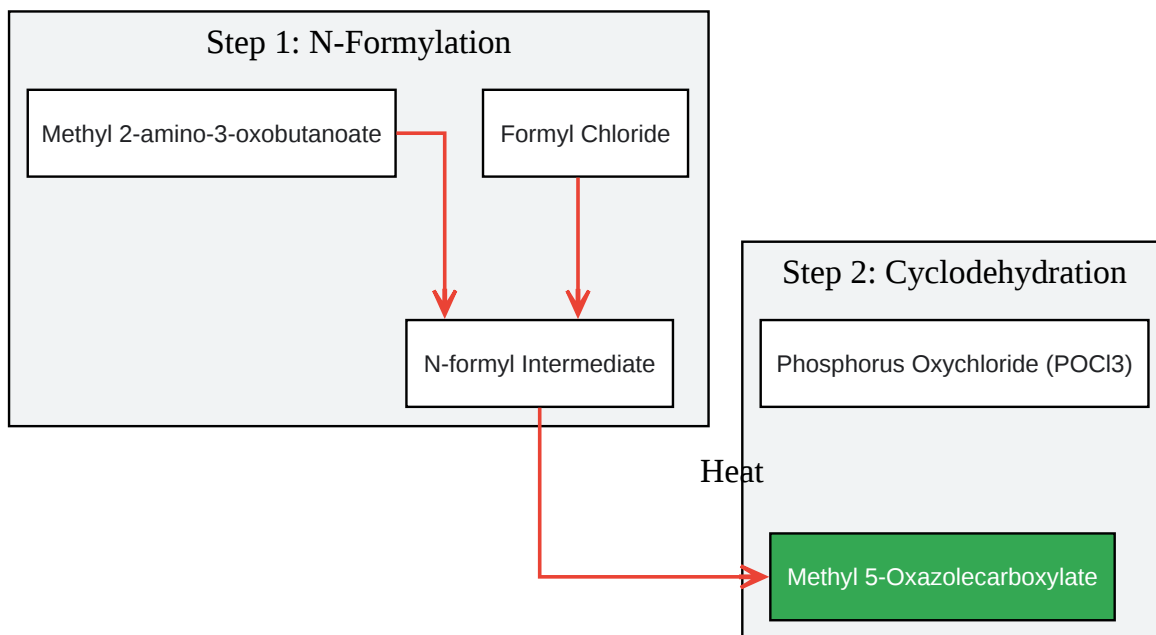 Step 1: N-Formylation
Methyl 2-amino-3-oxobutanoate
Formyl Chloride
N-formyl Intermediate
Step 2: Cyclodehydration
Phosphorus Oxychloride (POCl3)
Heat
Methyl 5-Oxazolecarboxylate